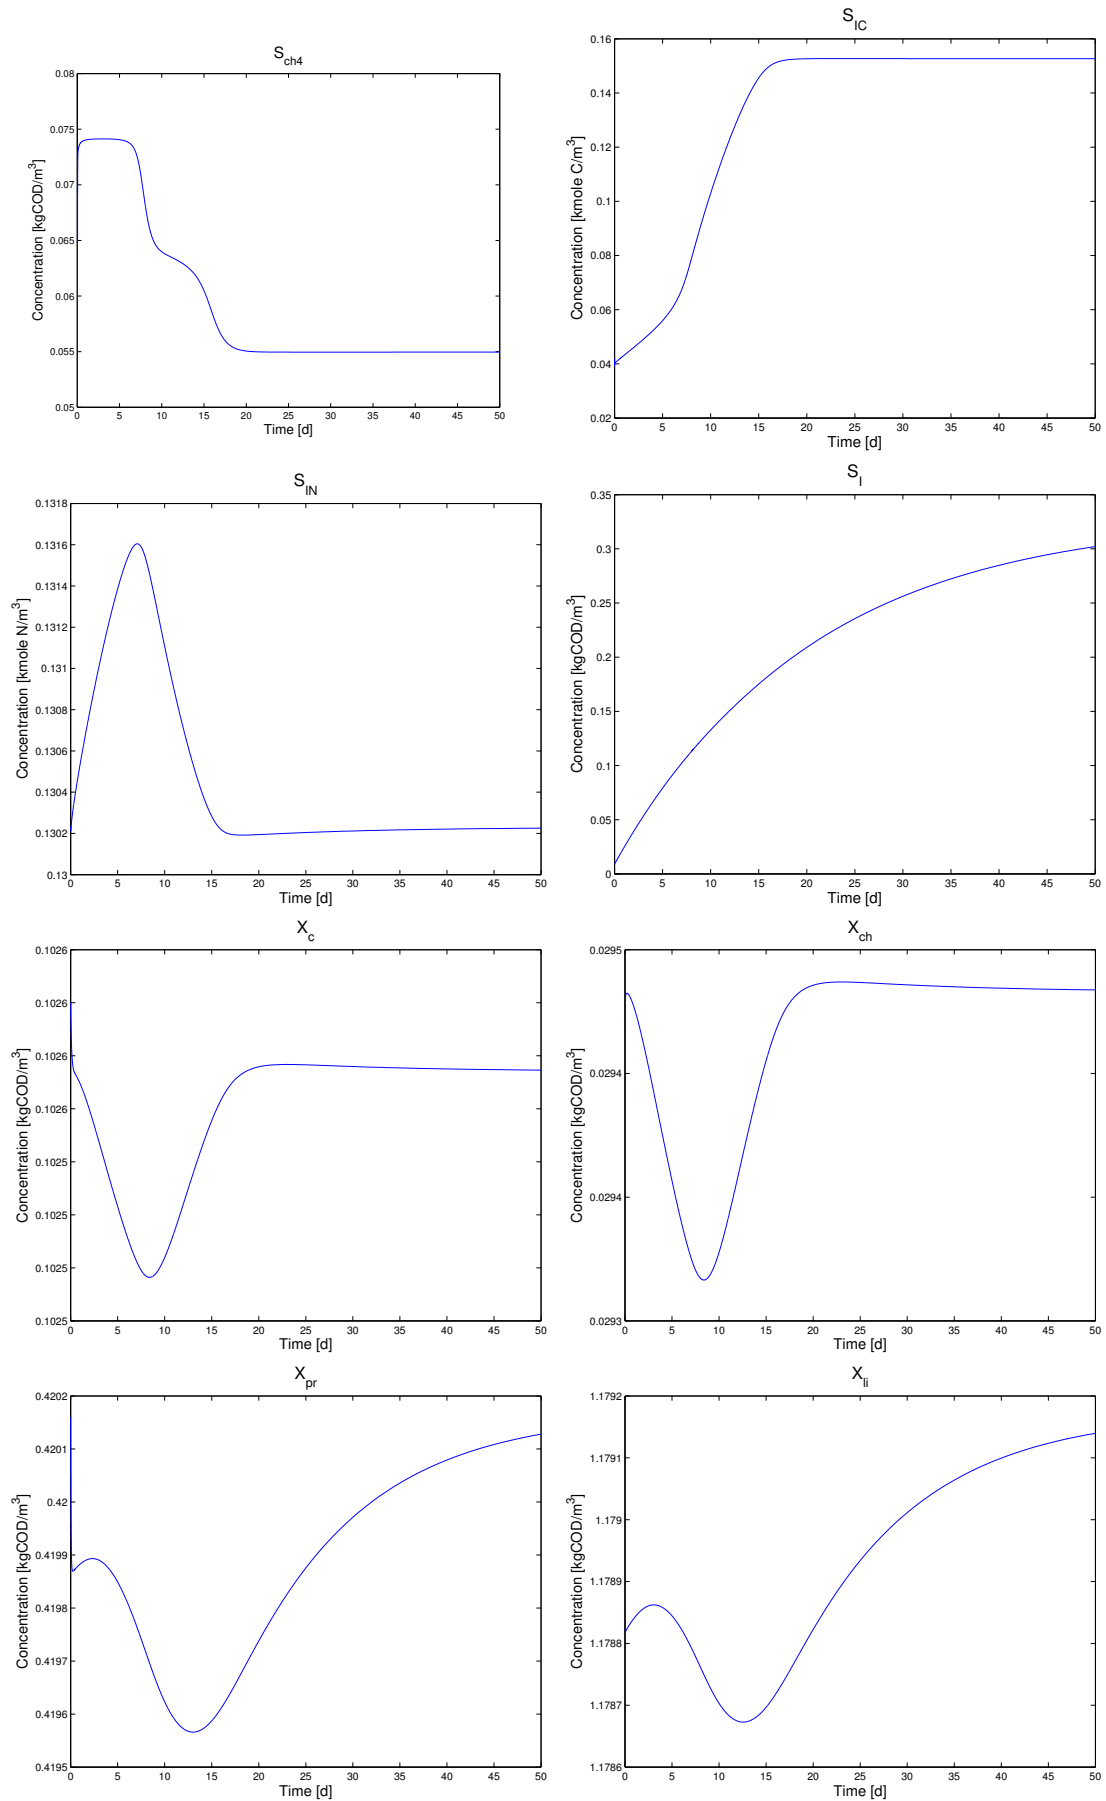 S_ch4
Concentration [kgCOD/m³]
0.08
0.075
0.07
0.065
0.06
0.055
0.05
0 5 10 15 20 25 30 35 40 45 50
Time [d]
S_IC
Concentration [kmole C/m³]
0.16
0.14
0.12
0.1
0.08
0.06
0.04
0.02
0 5 10 15 20 25 30 35 40 45 50
Time [d]
S_IN
Concentration [kmole N/m³]
0.1318
0.1316
0.1314
0.1312
0.131
0.1308
0.1306
0.1304
0.1302
0.13
0 5 10 15 20 25 30 35 40 45 50
Time [d]
S_I
Concentration [kgCOD/m³]
0.35
0.3
0.25
0.2
0.15
0.1
0.05
0
0 5 10 15 20 25 30 35 40 45 50
Time [d]
X_c
Concentration [kgCOD/m³]
0.1026
0.1026
0.1026
0.1026
0.1025
0.1025
0.1025
0.1025
0 5 10 15 20 25 30 35 40 45 50
Time [d]
X_ch
Concentration [kgCOD/m³]
0.0295
0.0294
0.0294
0.0293
0 5 10 15 20 25 30 35 40 45 50
Time [d]
X_pr
Concentration [kgCOD/m³]
0.4202
0.4201
0.42
0.4199
0.4198
0.4197
0.4196
0.4195
0 5 10 15 20 25 30 35 40 45 50
Time [d]
X_li
Concentration [kgCOD/m³]
1.1792
1.1791
1.179
1.1789
1.1788
1.1787
1.1786
0 5 10 15 20 25 30 35 40 45 50
Time [d]